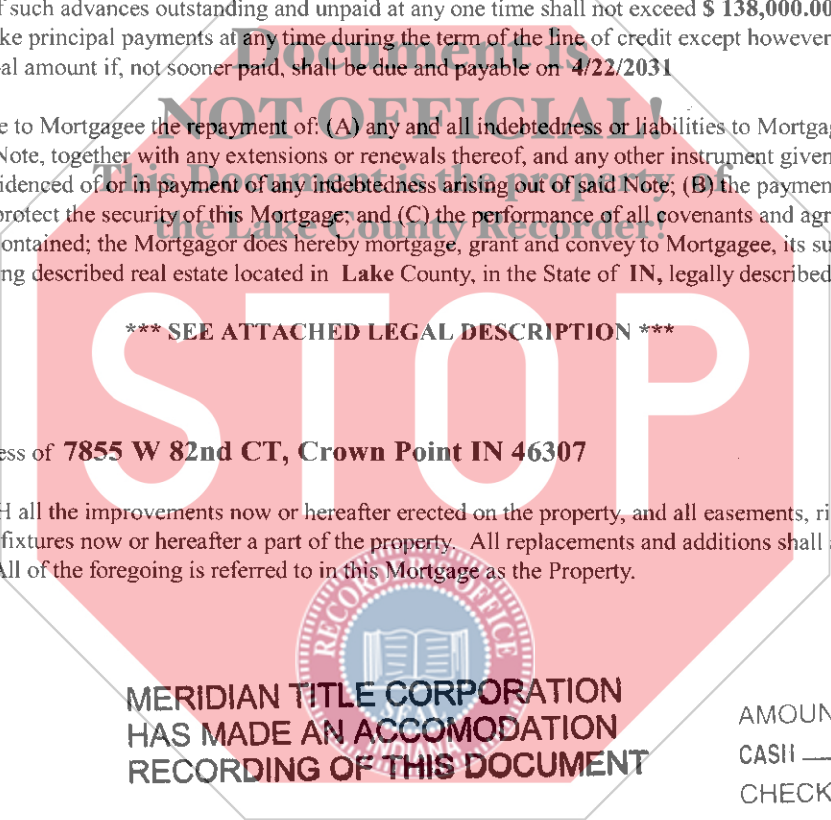 f such advances outstanding and unpaid at any one time shall not exceed $ 138,000.00
ke principal payments at any time during the term of the line of credit except however
al amount if, not sooner paid, shall be due and payable on 4/22/2031
Document is
NOT OFFICIAL!
This Document is the property of
the Lake County Recorder!
e to Mortgagee the repayment of: (A) any and all indebtedness or liabilities to Mortga
Note, together with any extensions or renewals thereof, and any other instrument given
idenced of or in payment of any indebtedness arising out of said Note; (B) the paymen
protect the security of this Mortgage; and (C) the performance of all covenants and agr
ontained; the Mortgagor does hereby mortgage, grant and convey to Mortgagee, its su
ng described real estate located in Lake County, in the State of IN, legally described
*** SEE ATTACHED LEGAL DESCRIPTION ***
STOP
ess of 7855 W 82nd CT, Crown Point IN 46307
H all the improvements now or hereafter erected on the property, and all easements, ri
fixtures now or hereafter a part of the property. All replacements and additions shall
All of the foregoing is referred to in this Mortgage as the Property.
RECORDER'S OFFICE
SEAL
INDIANA
MERIDIAN TITLE CORPORATION
HAS MADE AN ACCOMODATION
RECORDING OF THIS DOCUMENT
AMOUN
CASH
CHECK